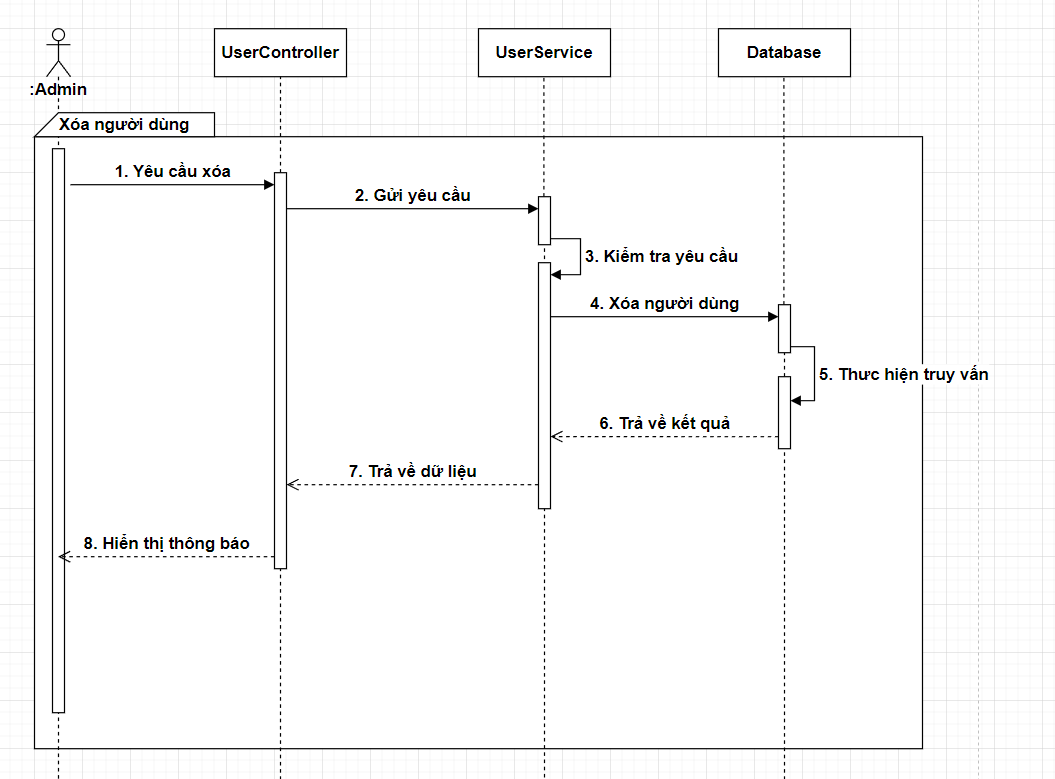 UserController
UserService
Database
:Admin
Xóa người dùng
1. Yêu cầu xóa
2. Gửi yêu cầu
3. Kiểm tra yêu cầu
4. Xóa người dùng
5. Thưc hiện truy vấn
6. Trả về kết quả
7. Trả về dữ liệu
8. Hiển thị thông báo